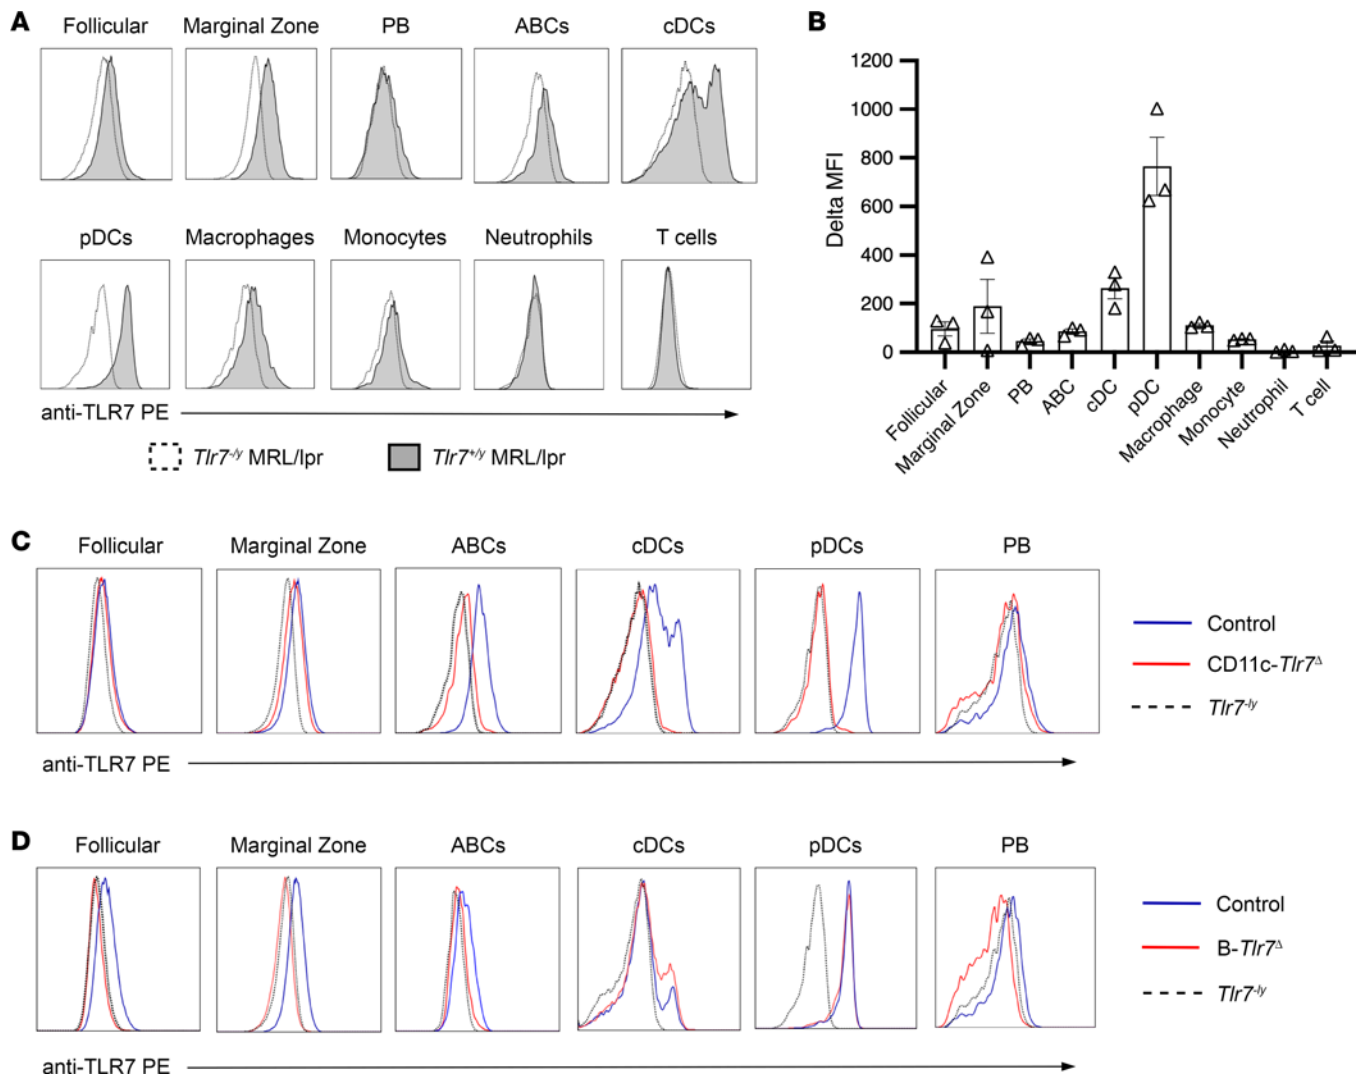 A
Follicular Marginal Zone PB ABCs cDCs
pDCs Macrophages Monocytes Neutrophils T cells
anti-TLR7 PE
Tlr7-/y MRL/lpr Tlr7+/y MRL/lpr
B
Delta MFI
1200
1000
800
600
400
200
0
Follicular
Marginal Zone
PB
ABC
cDC
pDC
Macrophage
Monocyte
Neutrophil
T cell
C
Follicular Marginal Zone ABCs cDCs pDCs PB
Control
CD11c-Tlr7Δ
Tlr7-/y
anti-TLR7 PE
D
Follicular Marginal Zone ABCs cDCs pDCs PB
Control
B-Tlr7Δ
Tlr7-/y
anti-TLR7 PE